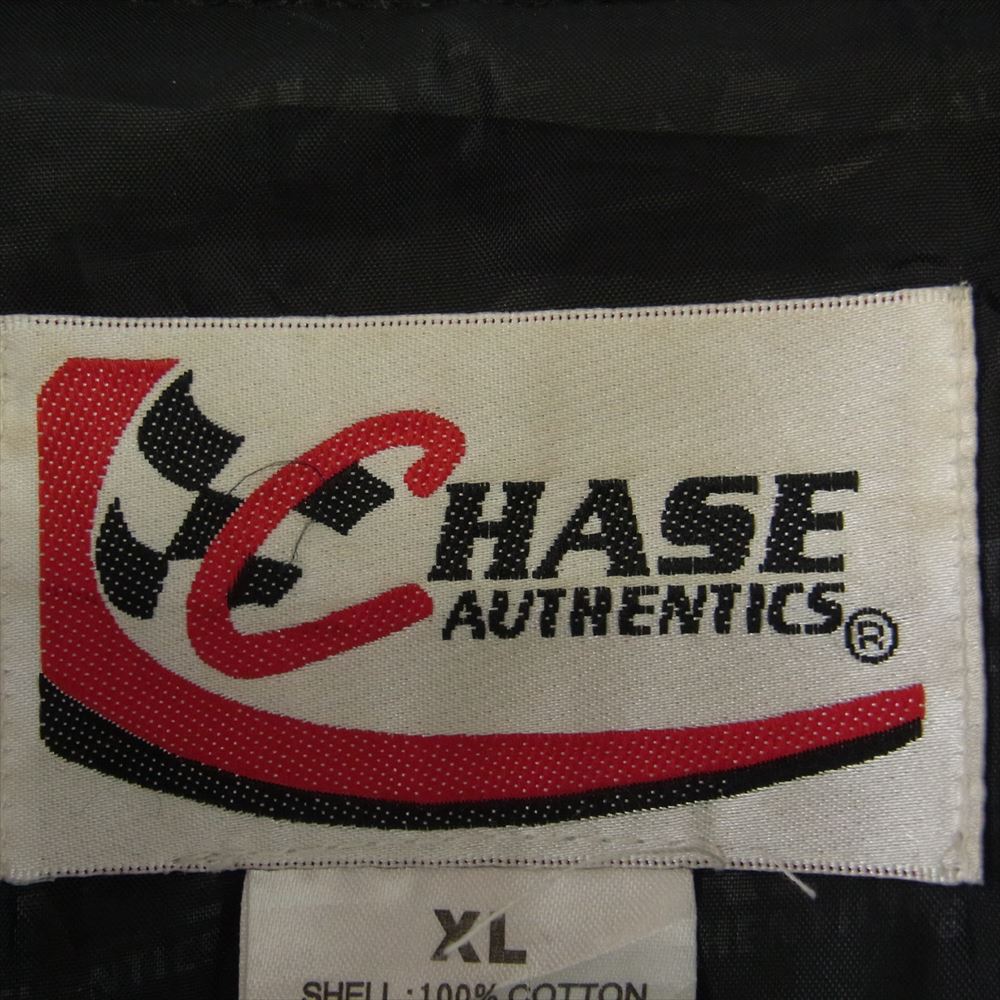 CHASE
AUTHENTICS®
XL
SHELL : 100% COTTON